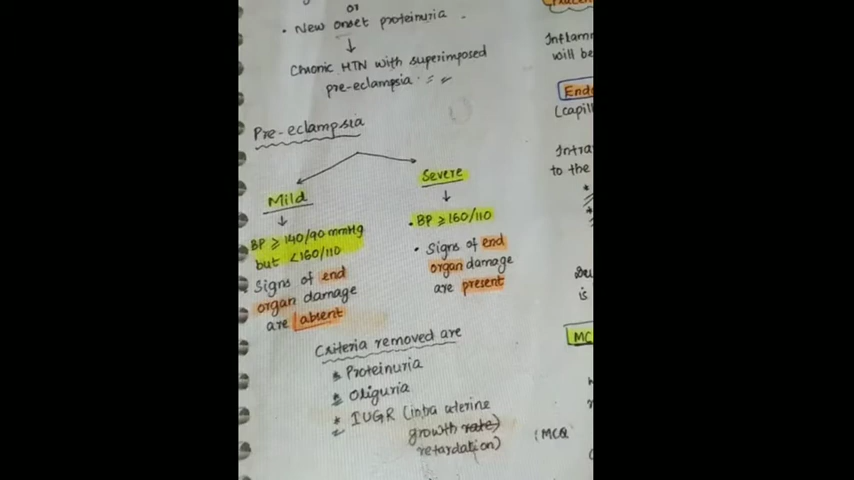 or
• New onset proteinuria
Chronic HTN with superimposed
pre-eclampsia
Pre-eclampsia
Mild
BP ≥ 140/90 mmHg
but <160/110
Signs of end
organ damage
are absent
Severe
• BP ≥ 160/110
• Signs of end
organ damage
are present
Criteria removed are
* Proteinuria
* Oliguria
* IUGR (intra uterine
growth rate)
retardation)
Inflamm
will be
Endo
(capill
Intra
to the
is
MC
(MCQ